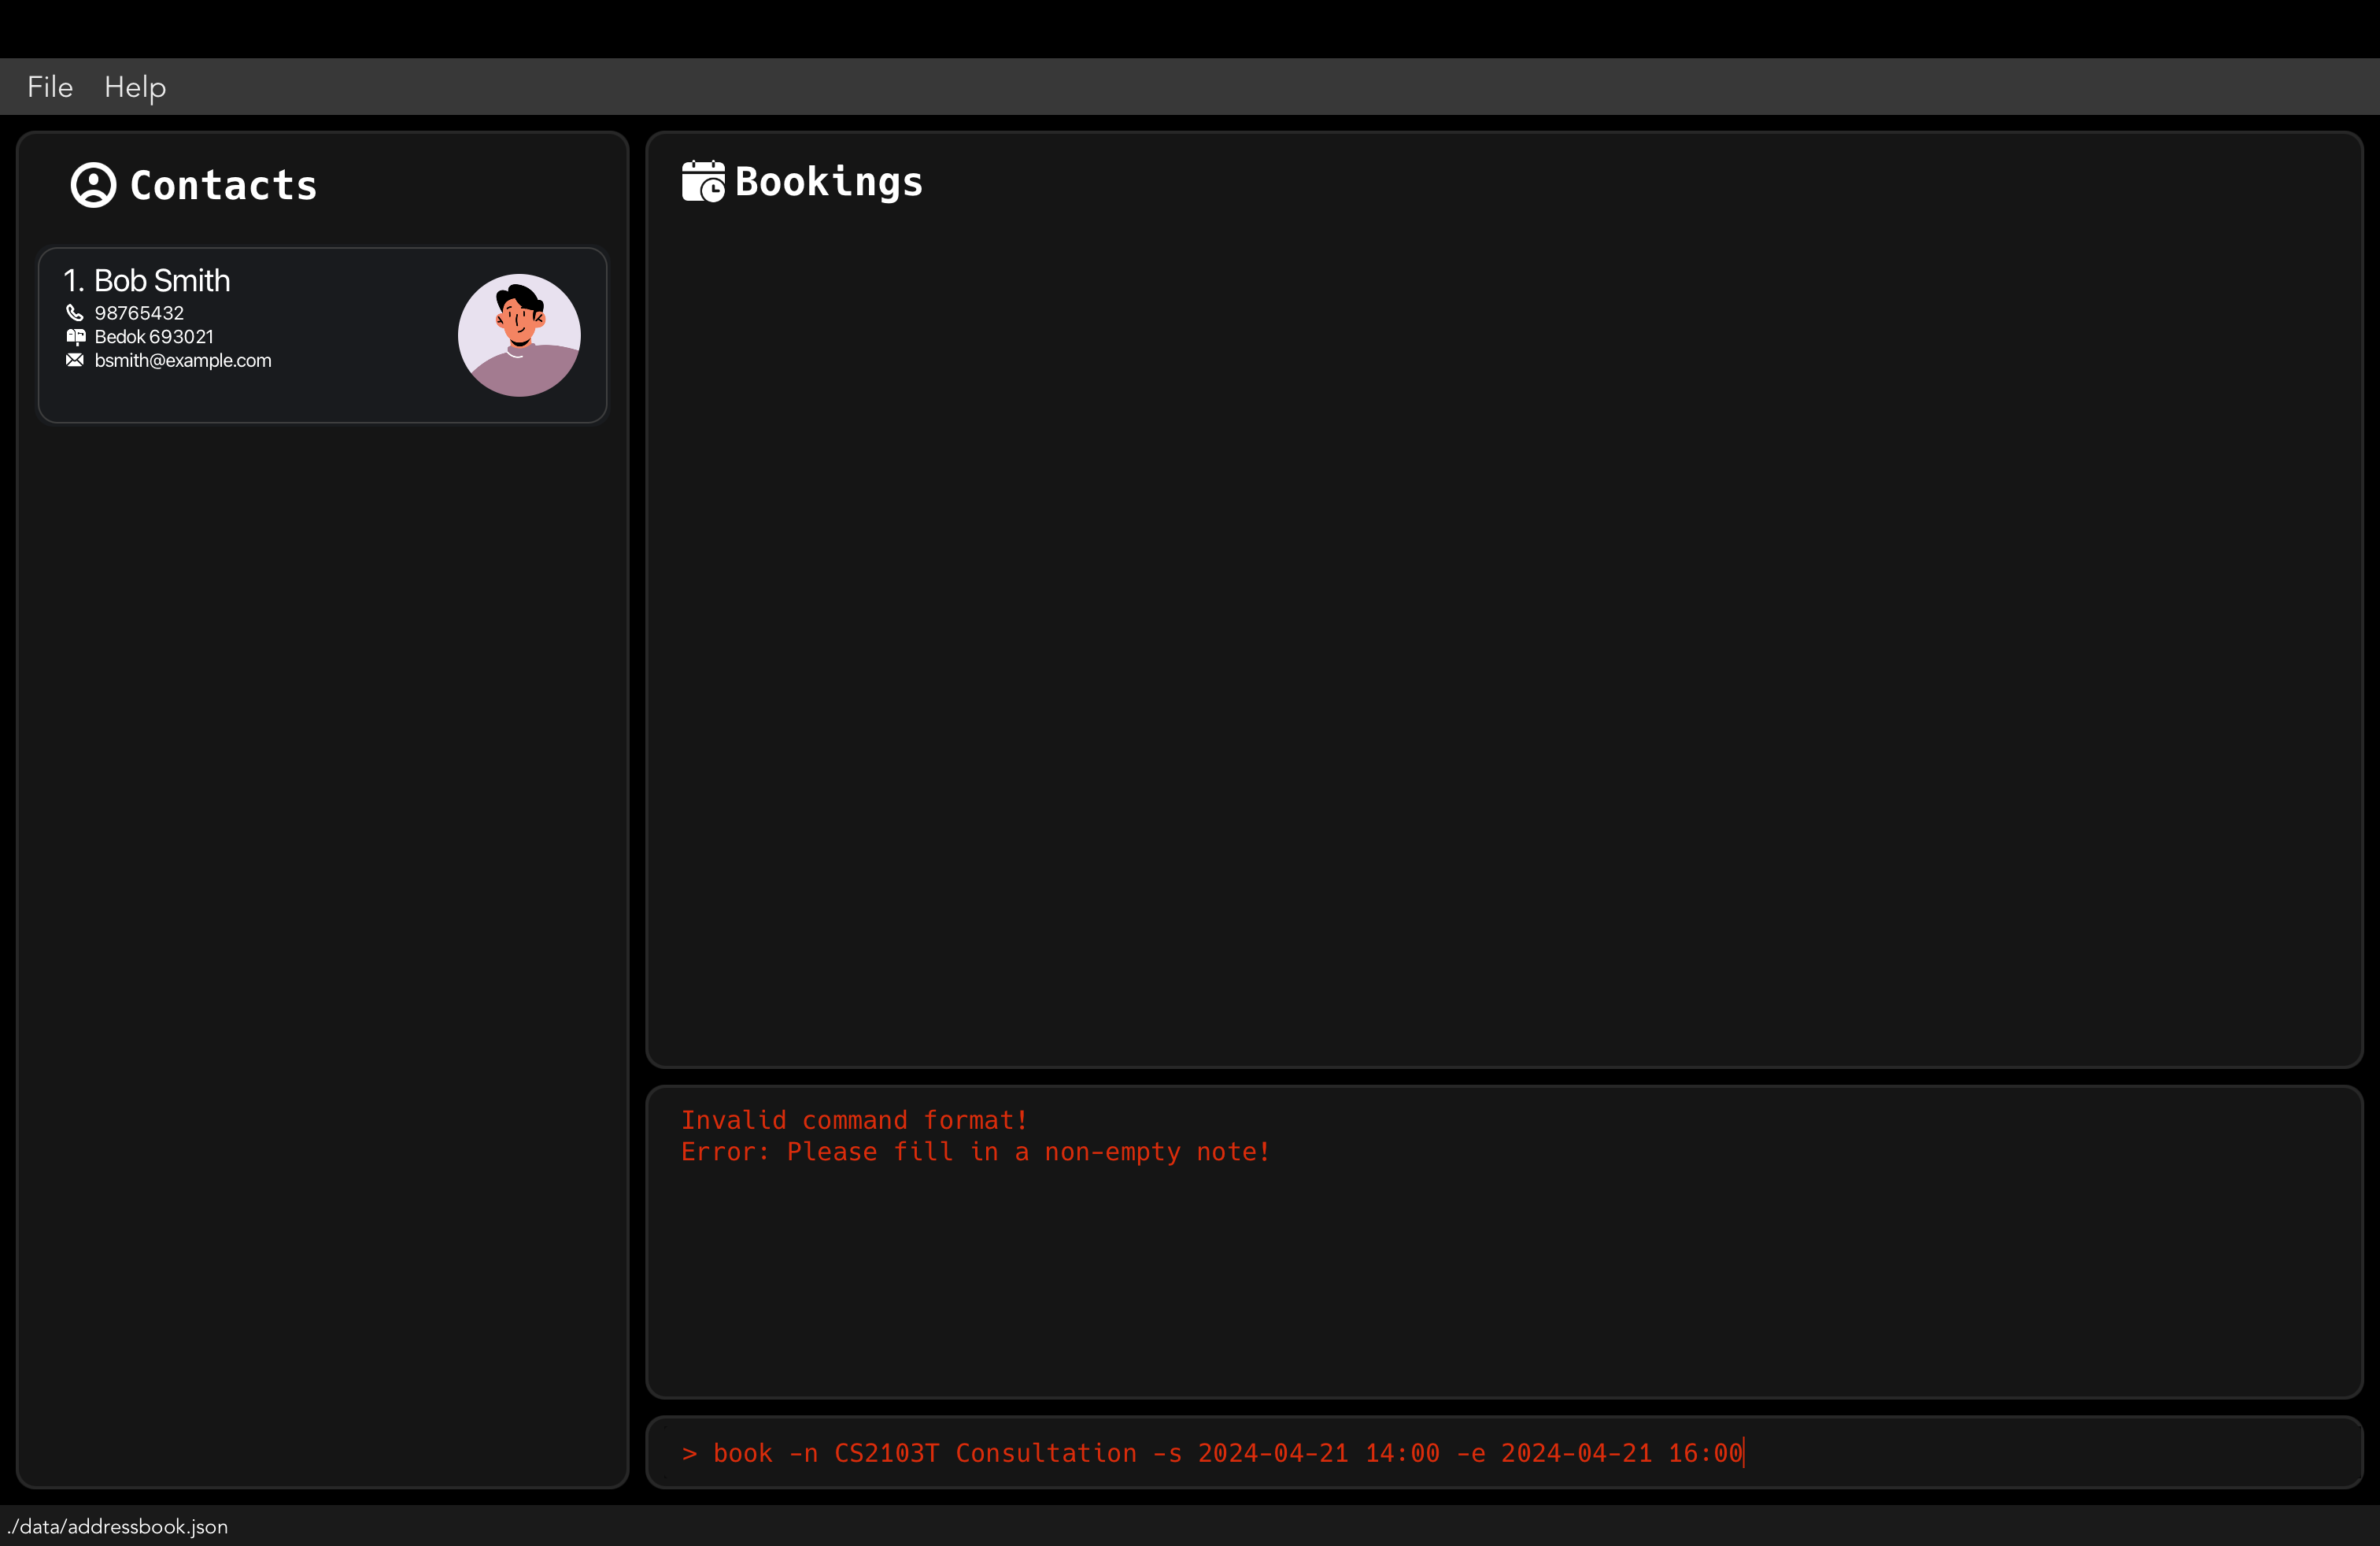 File Help
Contacts
1. Bob Smith
98765432
Bedok 693021
bsmith@example.com
Bookings
Invalid command format!
Error: Please fill in a non-empty note!
> book -n CS2103T Consultation -s 2024-04-21 14:00 -e 2024-04-21 16:00
./data/addressbook.json